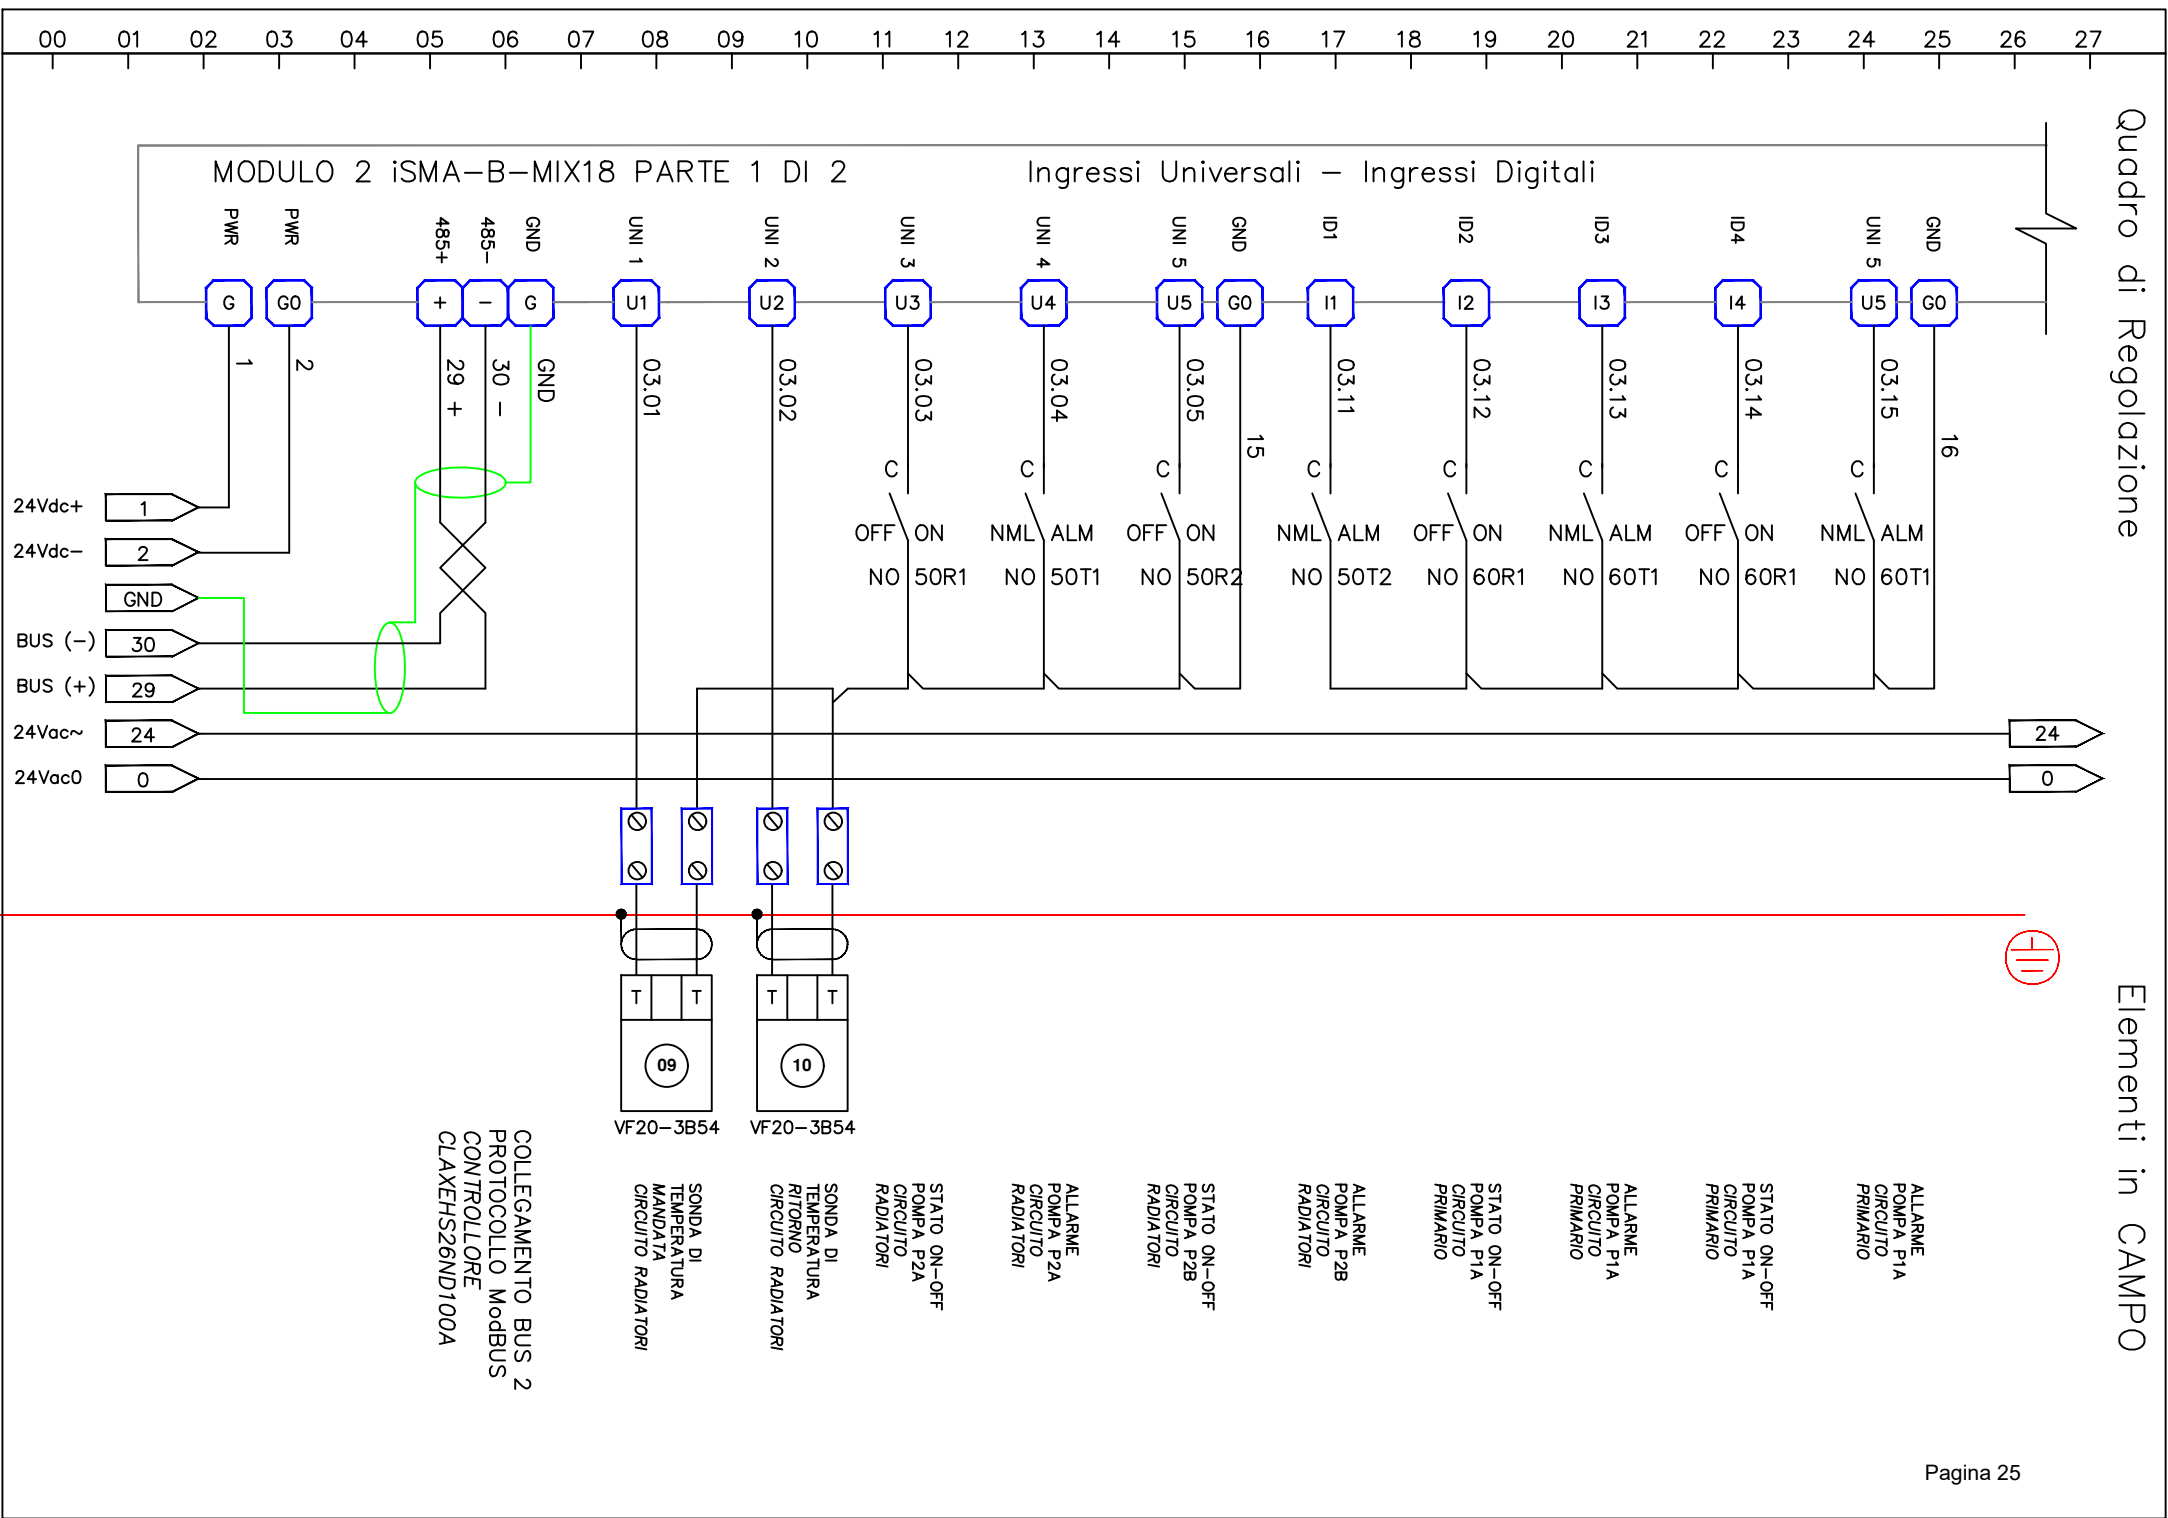 00 01 02 03 04 05 06 07 08 09 10 11 12 13 14 15 16 17 18 19 20 21 22 23 24 25 26 27
Quadro di Regolazione
Elementi in CAMPO
MODULO 2 iSMA-B-MIX18 PARTE 1 DI 2
Ingressi Universali - Ingressi Digitali
PWR PWR 485+ 485- GND UNI 1 UNI 2 UNI 3 UNI 4 UNI 5 GND ID1 ID2 ID3 ID4 UNI 5 GND
G G0 + - G U1 U2 U3 U4 U5 G0 I1 I2 I3 I4 U5 G0
1 2 29 + 30 - GND 03.01 03.02 03.03 03.04 03.05 15 03.11 03.12 03.13 03.14 03.15 16
C C C C C C C C
OFF ON NML ALM OFF ON NML ALM OFF ON NML ALM OFF ON NML ALM
NO 50R1 NO 50T1 NO 50R2 NO 50T2 NO 60R1 NO 60T1 NO 60R1 NO 60T1
24Vdc+ 1
24Vdc- 2
GND
BUS (-) 30
BUS (+) 29
24Vac~ 24 24
24Vac0 0 0
T T T T
09 10
VF20-3B54 VF20-3B54
COLLEGAMENTO BUS 2
PROTOCOLLO ModBUS
CONTROLLORE
CLAXEHS26ND100A
SONDA DI
TEMPERATURA
MANDATA
CIRCUITO RADIATORI
SONDA DI
TEMPERATURA
RITORNO
CIRCUITO RADIATORI
STATO ON-OFF
POMPA P2A
CIRCUITO
RADIATORI
ALLARME
POMPA P2A
CIRCUITO
RADIATORI
STATO ON-OFF
POMPA P2B
CIRCUITO
RADIATORI
ALLARME
POMPA P2B
CIRCUITO
RADIATORI
STATO ON-OFF
POMPA P1A
CIRCUITO
PRIMARIO
ALLARME
POMPA P1A
CIRCUITO
PRIMARIO
STATO ON-OFF
POMPA P1A
CIRCUITO
PRIMARIO
ALLARME
POMPA P1A
CIRCUITO
PRIMARIO
Pagina 25